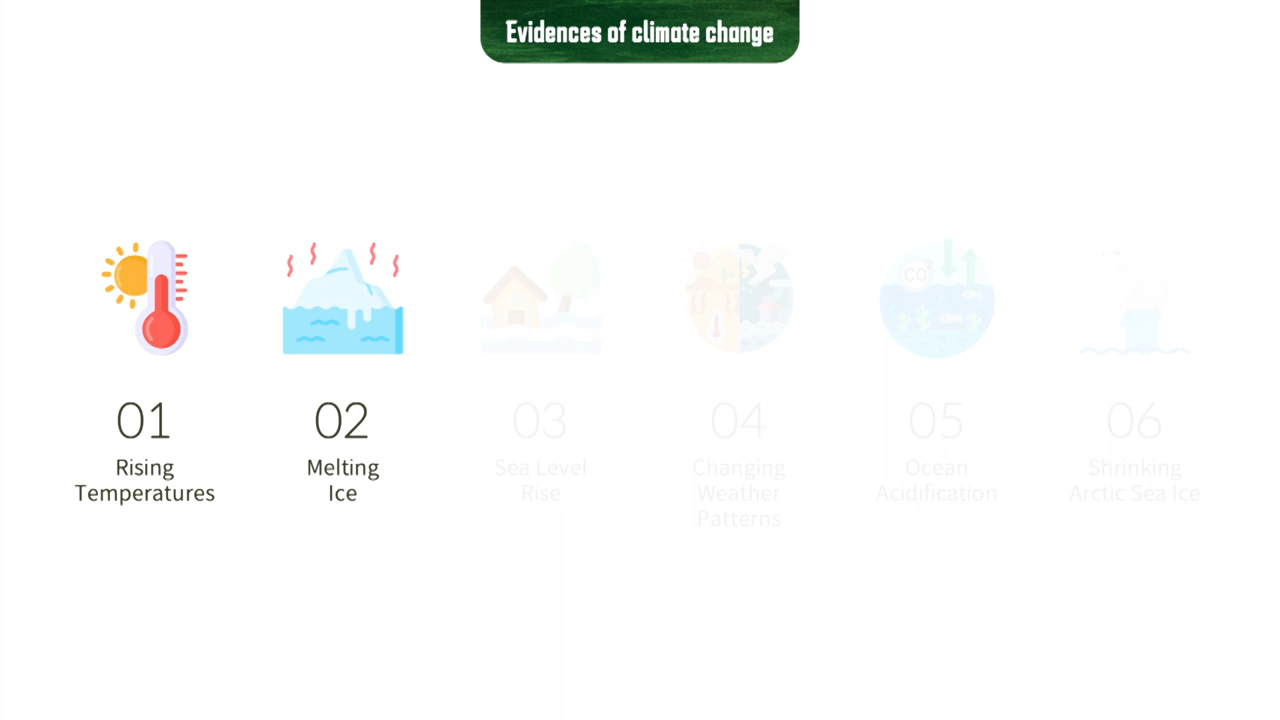 Evidences of climate change
CO
01
02
03
04
05
06
Rising
Temperatures
Melting
Ice
Sea Level
Rise
Changing
Weather
Patterns
Ocean
Acidification
Shrinking
Arctic Sea Ice